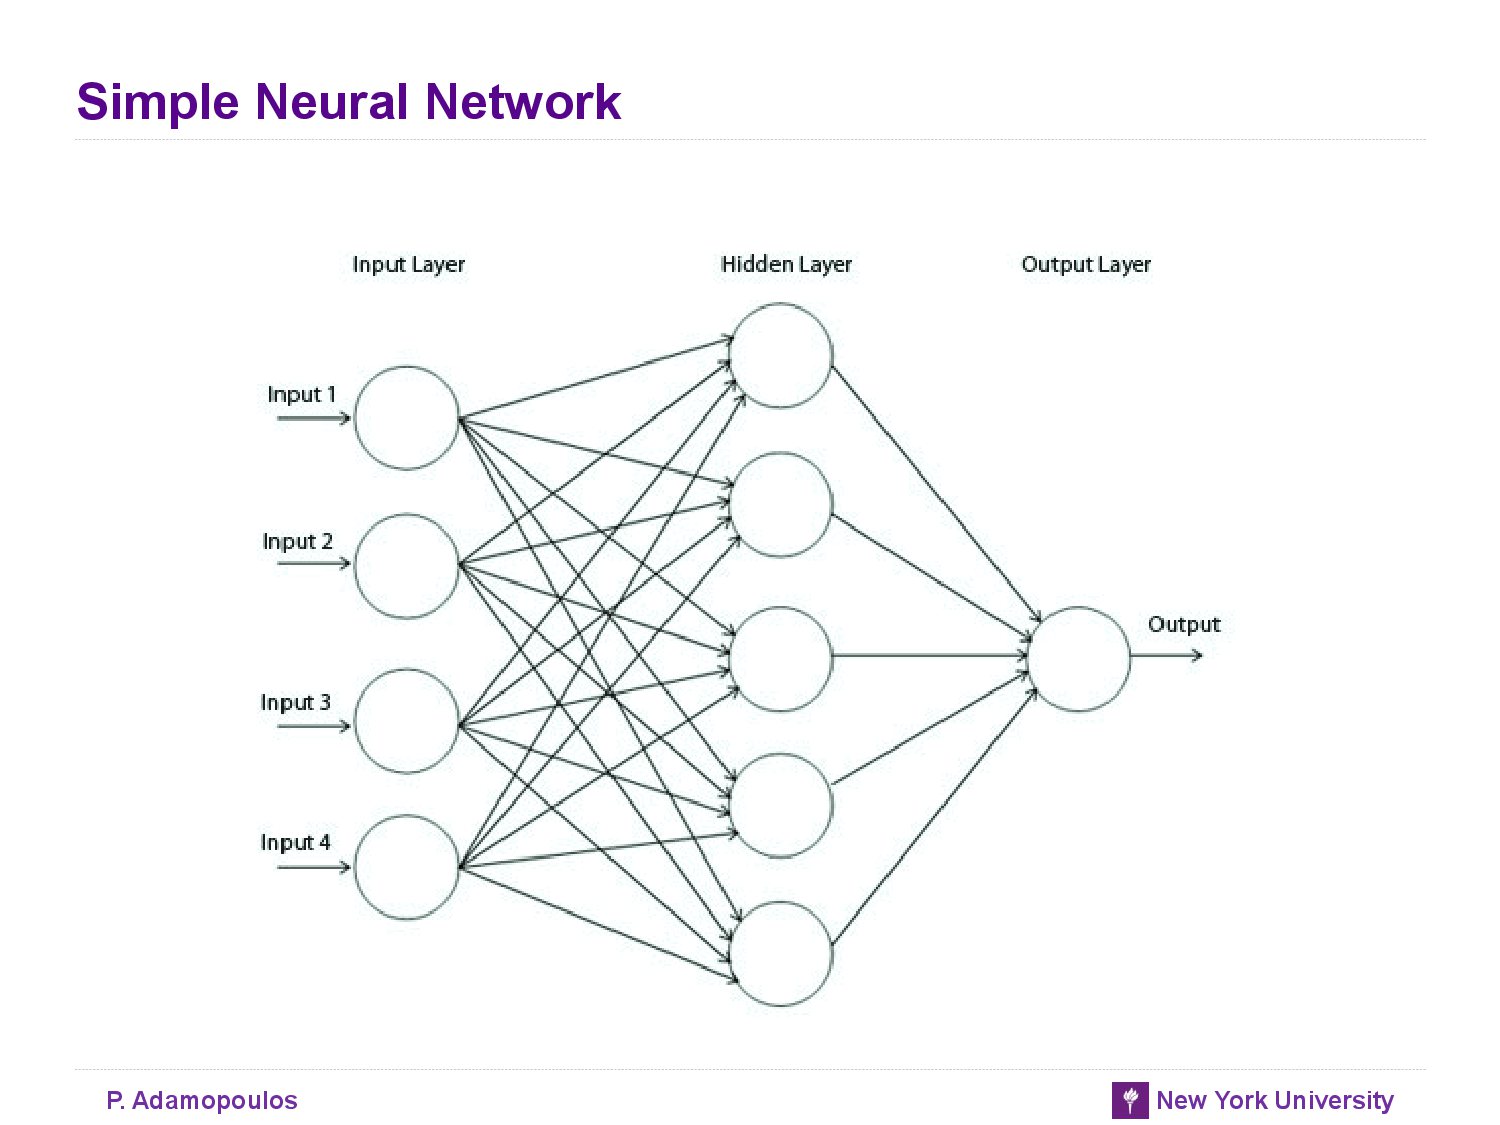 Simple Neural Network
Input Layer
Hidden Layer
Output Layer
Input 1
Input 2
Input 3
Input 4
Output
P. Adamopoulos
New York University